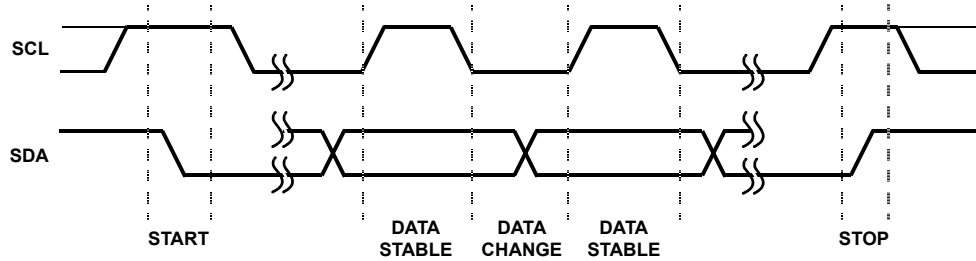 SCL
SDA
START
DATA
STABLE
DATA
CHANGE
DATA
STABLE
STOP